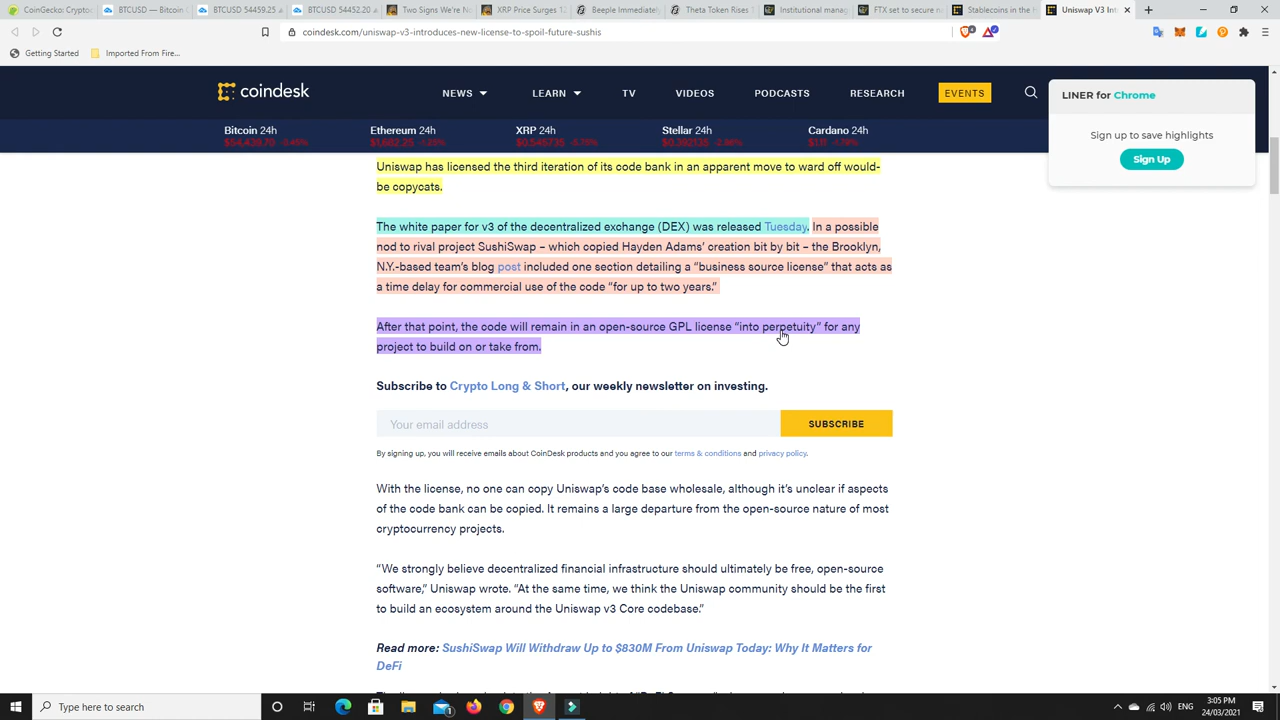 CoinGecko: Crypto
BTCUSD — Bitcoin
BTCUSD 54459.25
BTCUSD 54452.20
Two Signs We're No
XRP Price Surges 1
Beeple Immediately
Theta Token Rises 1
Institutional mana
FTX set to secure n
Stablecoins in the
Uniswap V3 Int
coindesk.com/uniswap-v3-introduces-new-license-to-spoil-future-sushis
Getting Started
Imported From Fire...
coindesk
NEWS
LEARN
TV
VIDEOS
PODCASTS
RESEARCH
EVENTS
LINER for Chrome
Sign up to save highlights
Sign Up
Bitcoin 24h
Ethereum 24h
XRP 24h
Stellar 24h
Cardano 24h
Uniswap has licensed the third iteration of its code bank in an apparent move to ward off would-
be copycats.
The white paper for v3 of the decentralized exchange (DEX) was released Tuesday. In a possible
nod to rival project SushiSwap – which copied Hayden Adams' creation bit by bit – the Brooklyn,
N.Y.-based team's blog post included one section detailing a “business source license” that acts as
a time delay for commercial use of the code “for up to two years.”
After that point, the code will remain in an open-source GPL license “into perpetuity” for any
project to build on or take from.
Subscribe to Crypto Long & Short, our weekly newsletter on investing.
Your email address
SUBSCRIBE
By signing up, you will receive emails about CoinDesk products and you agree to our terms & conditions and privacy policy.
With the license, no one can copy Uniswap's code base wholesale, although it's unclear if aspects
of the code bank can be copied. It remains a large departure from the open-source nature of most
cryptocurrency projects.
“We strongly believe decentralized financial infrastructure should ultimately be free, open-source
software,” Uniswap wrote. “At the same time, we think the Uniswap community should be the first
to build an ecosystem around the Uniswap v3 Core codebase.”
Read more: SushiSwap Will Withdraw Up to $830M From Uniswap Today: Why It Matters for
DeFi
Type here to search
ENG
3:05 PM
24/03/2021